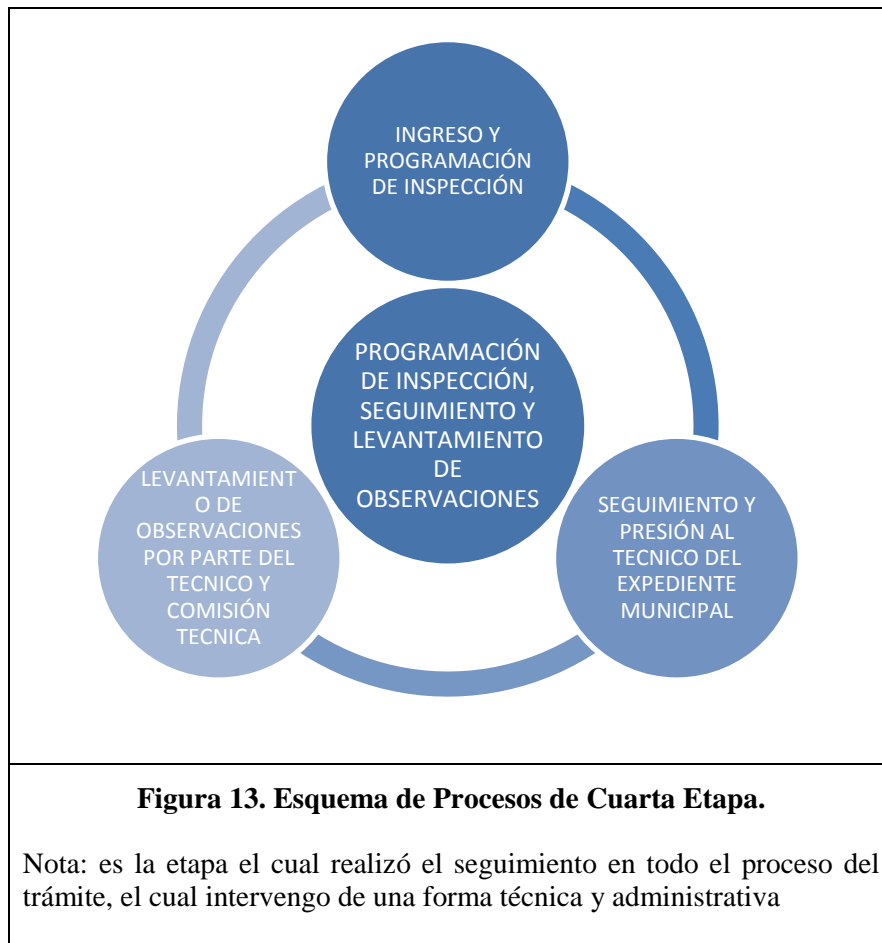 INGRESO Y
PROGRAMACIÓN
DE INSPECCIÓN
PROGRAMACIÓN
DE INSPECCIÓN,
SEGUIMIENTO Y
LEVANTAMIENTO
DE
OBSERVACIONES
LEVANTAMIENT
O DE
OBSERVACIONES
POR PARTE DEL
TECNICO Y
COMISIÓN
TECNICA
SEGUIMIENTO Y
PRESIÓN AL
TECNICO DEL
EXPEDIENTE
MUNICIPAL
Figura 13. Esquema de Procesos de Cuarta Etapa.
Nota: es la etapa el cual realizó el seguimiento en todo el proceso del
trámite, el cual intervengo de una forma técnica y administrativa